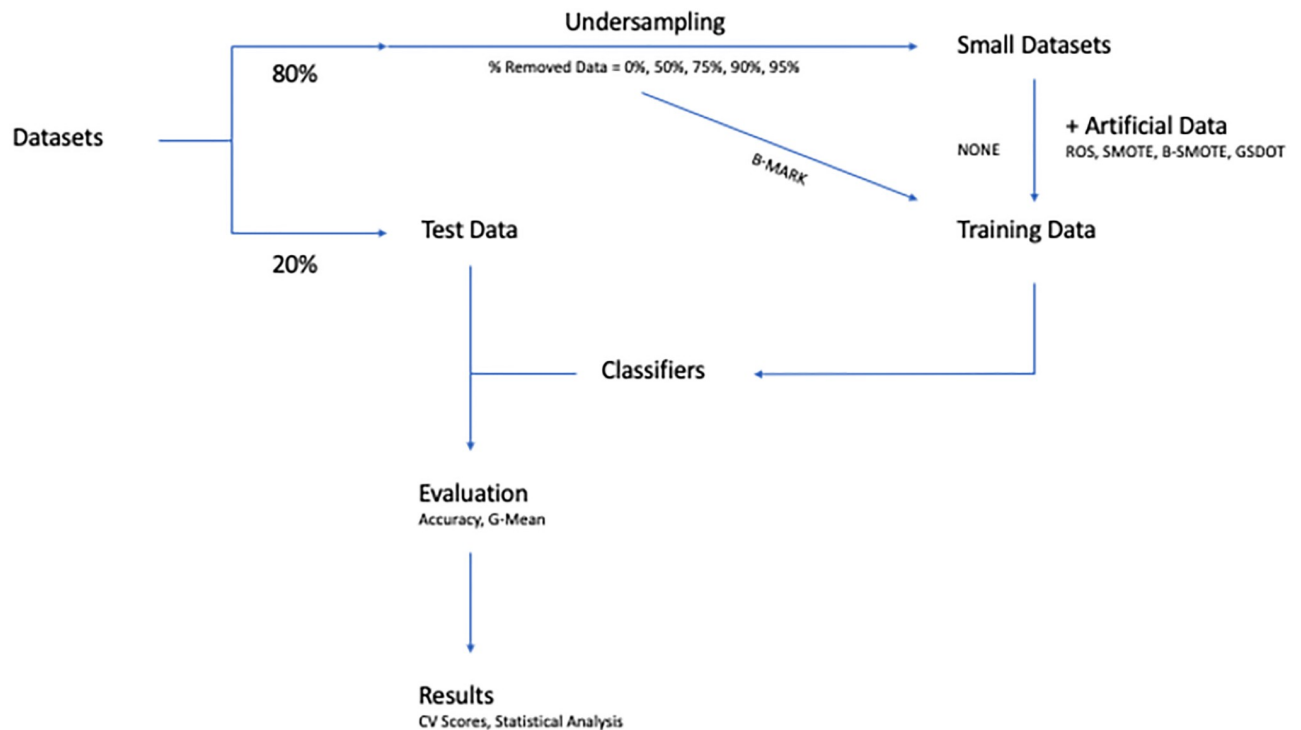 Undersampling
80%
% Removed Data = 0%, 50%, 75%, 90%, 95%
Small Datasets
Datasets
B-MARK
NONE
+ Artificial Data
ROS, SMOTE, B-SMOTE, GSDOT
20%
Test Data
Training Data
Classifiers
Evaluation
Accuracy, G-Mean
Results
CV Scores, Statistical Analysis